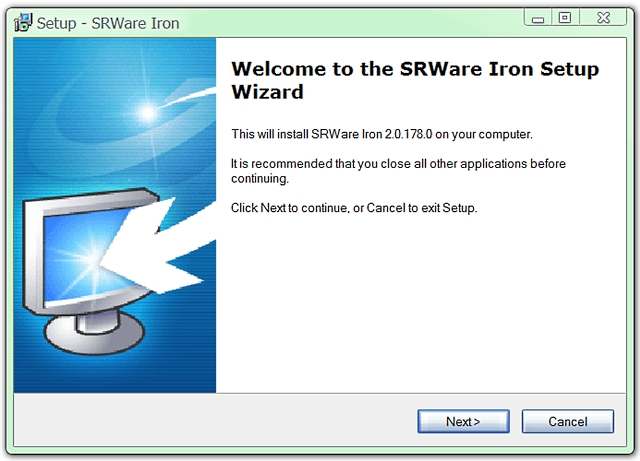 Setup - SRWare Iron
Welcome to the SRWare Iron Setup
Wizard
This will install SRWare Iron 2.0.178.0 on your computer.
It is recommended that you close all other applications before
continuing.
Click Next to continue, or Cancel to exit Setup.
Next>
Cancel